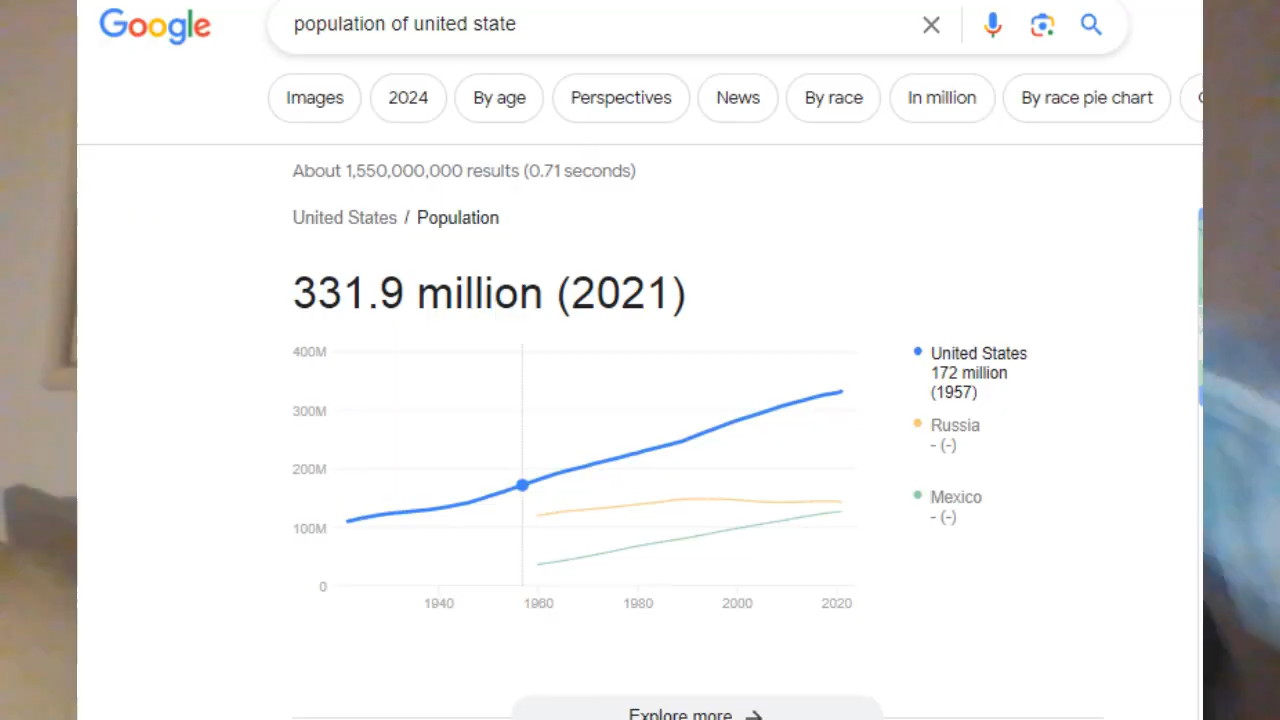 Google
population of united state
Images
2024
By age
Perspectives
News
By race
In million
By race pie chart
About 1,550,000,000 results (0.71 seconds)
United States / Population
331.9 million (2021)
400M
300M
200M
100M
0
1940
1960
1980
2000
2020
United States
172 million
(1957)
Russia
- (-)
Mexico
- (-)
Explore more →